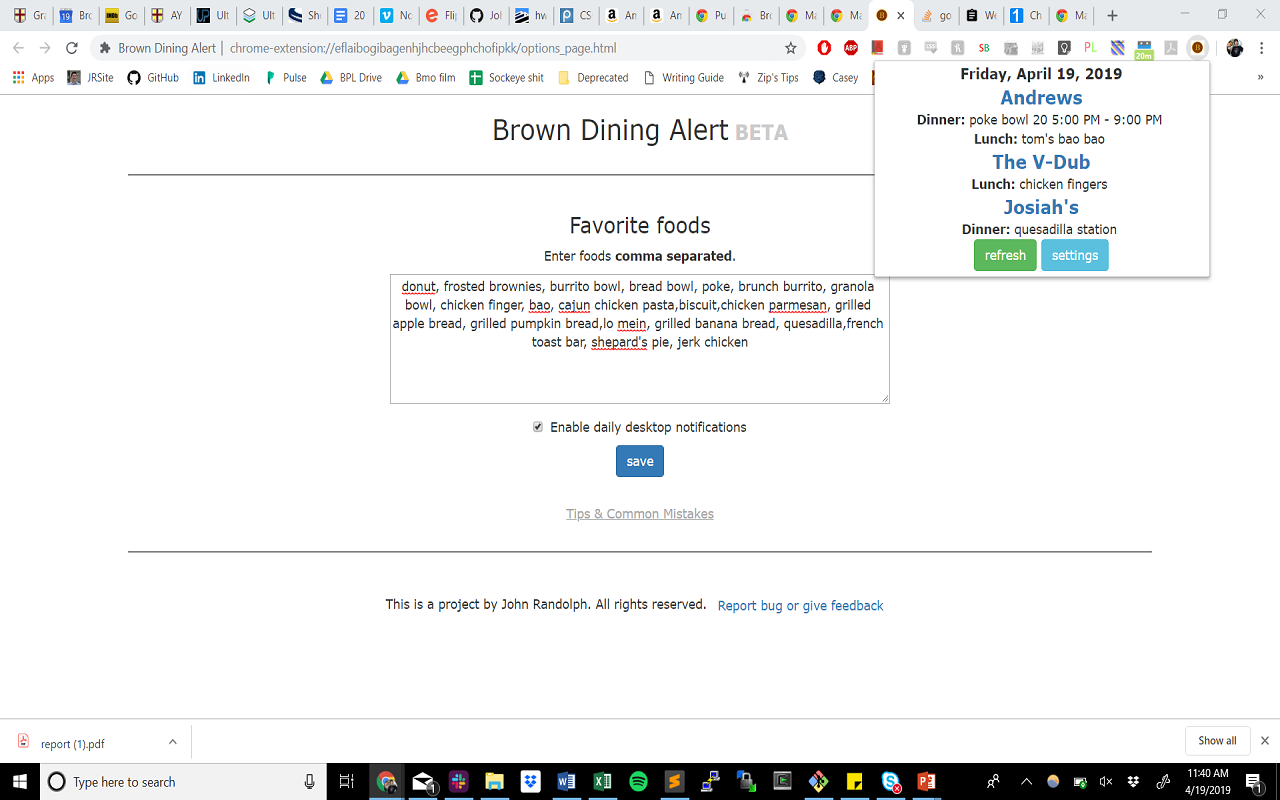 Gr
Bro
Go
AY
Ult
Ult
Sho
20
No
Flip
Joh
hw
CS
An
An
Pu
Bro
Ma
Ma
go
We
Ch
Ma
Brown Dining Alert | chrome-extension://eflaibogibagenhjhcbeegphchofipkk/options_page.html
ABP
SB
PL
20m
Apps
JRSite
GitHub
LinkedIn
Pulse
BPL Drive
Bmo film
Sockeye shit
Deprecated
Writing Guide
Zip's Tips
Casey
»
Friday, April 19, 2019
Andrews
Dinner: poke bowl 20 5:00 PM - 9:00 PM
Lunch: tom's bao bao
The V-Dub
Lunch: chicken fingers
Josiah's
Dinner: quesadilla station
refresh
settings
Brown Dining Alert BETA
Favorite foods
Enter foods comma separated.
donut, frosted brownies, burrito bowl, bread bowl, poke, brunch burrito, granola
bowl, chicken finger, bao, cajun chicken pasta,biscuit,chicken parmesan, grilled
apple bread, grilled pumpkin bread,lo mein, grilled banana bread, quesadilla,french
toast bar, shepard's pie, jerk chicken
Enable daily desktop notifications
save
Tips & Common Mistakes
This is a project by John Randolph. All rights reserved. Report bug or give feedback
report (1).pdf
Show all
Type here to search
11:40 AM
4/19/2019